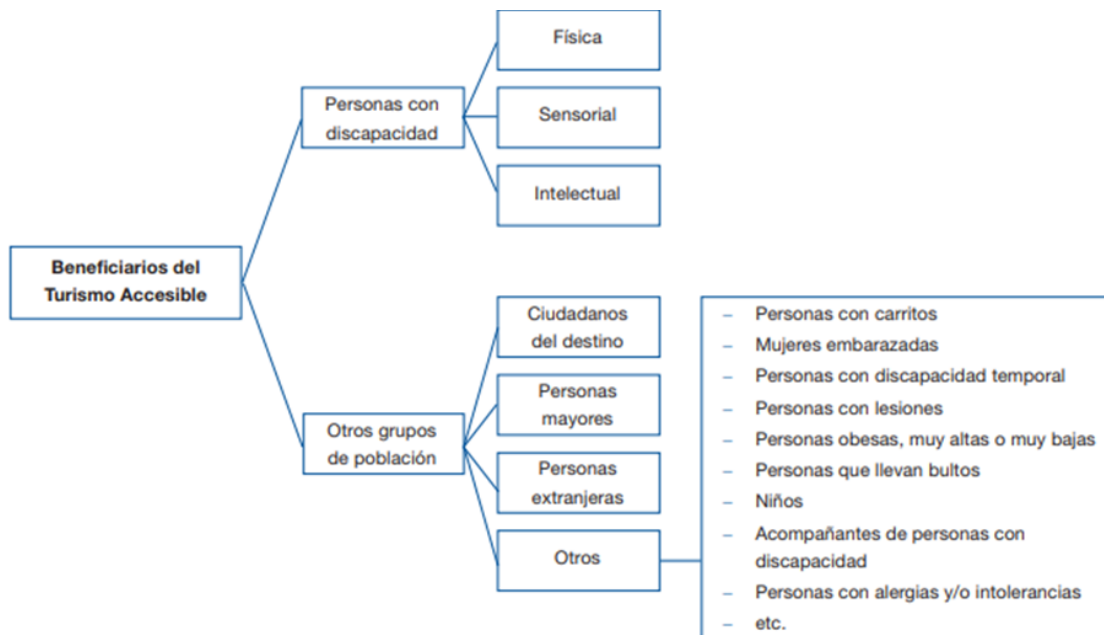 Beneficiarios del
Turismo Accesible
Personas con
discapacidad
Física
Sensorial
Intelectual
Otros grupos
de población
Ciudadanos
del destino
Personas
mayores
Personas
extranjeras
Otros
– Personas con carritos
– Mujeres embarazadas
– Personas con discapacidad temporal
– Personas con lesiones
– Personas obesas, muy altas o muy bajas
– Personas que llevan bultos
– Niños
– Acompañantes de personas con
discapacidad
– Personas con alergias y/o intolerancias
– etc.